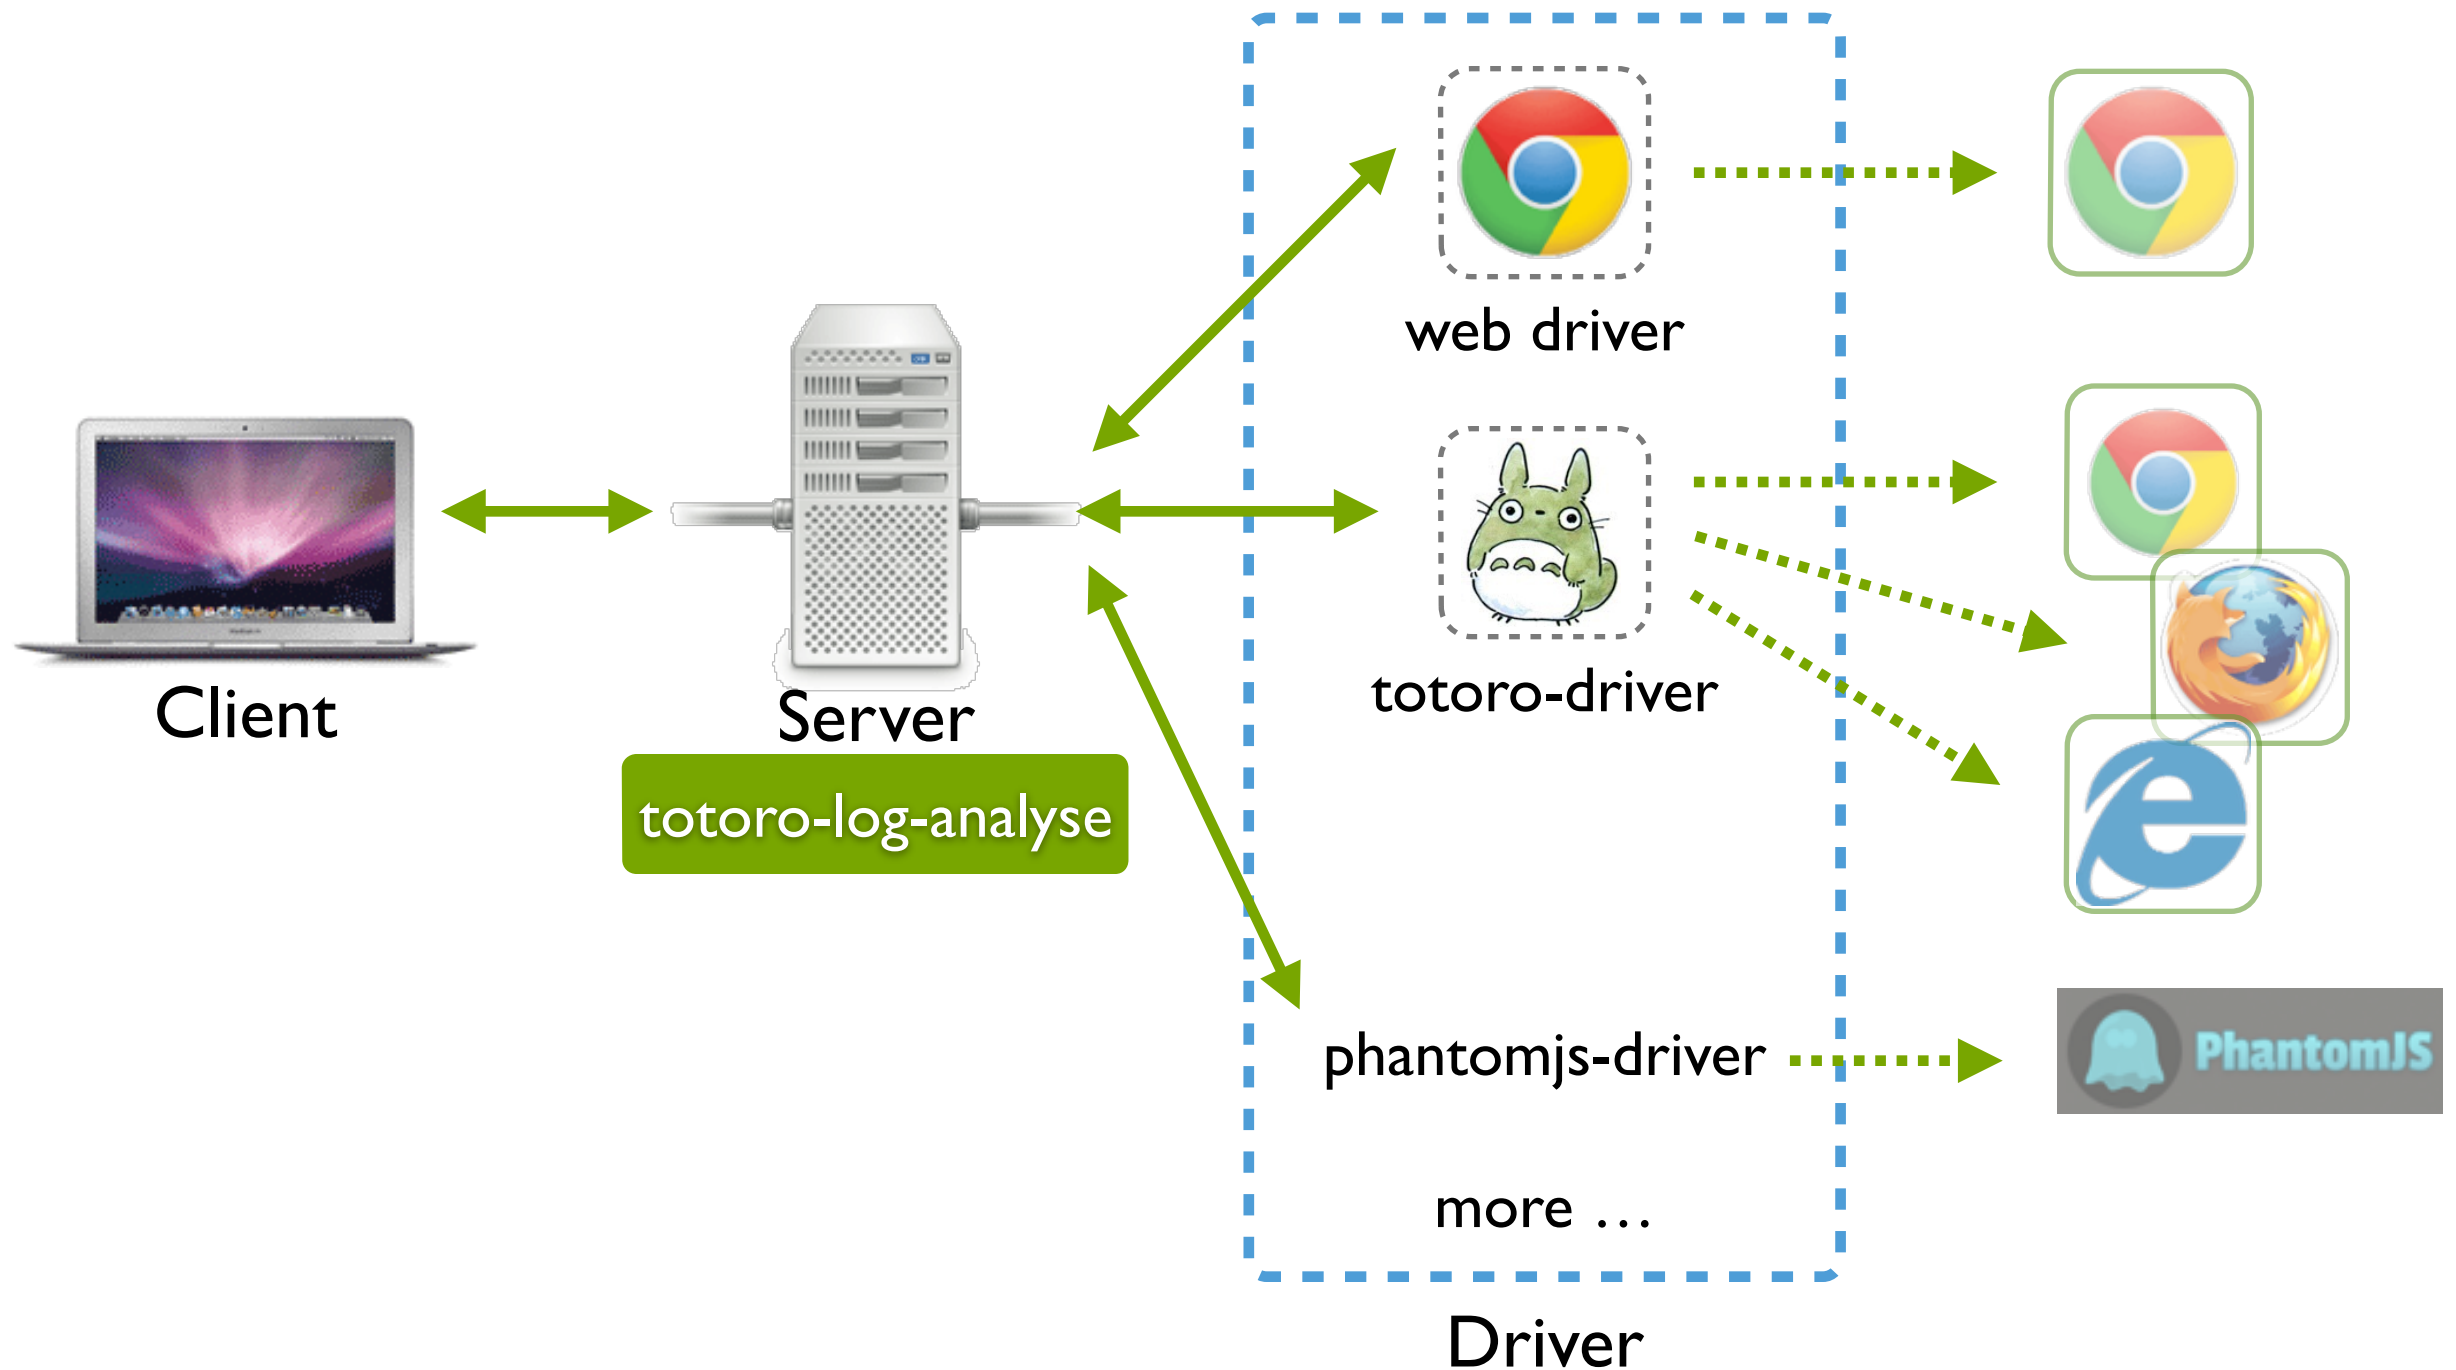 web driver
Client
Server
totoro-log-analyse
totoro-driver
phantomjs-driver
PhantomJS
more …
Driver